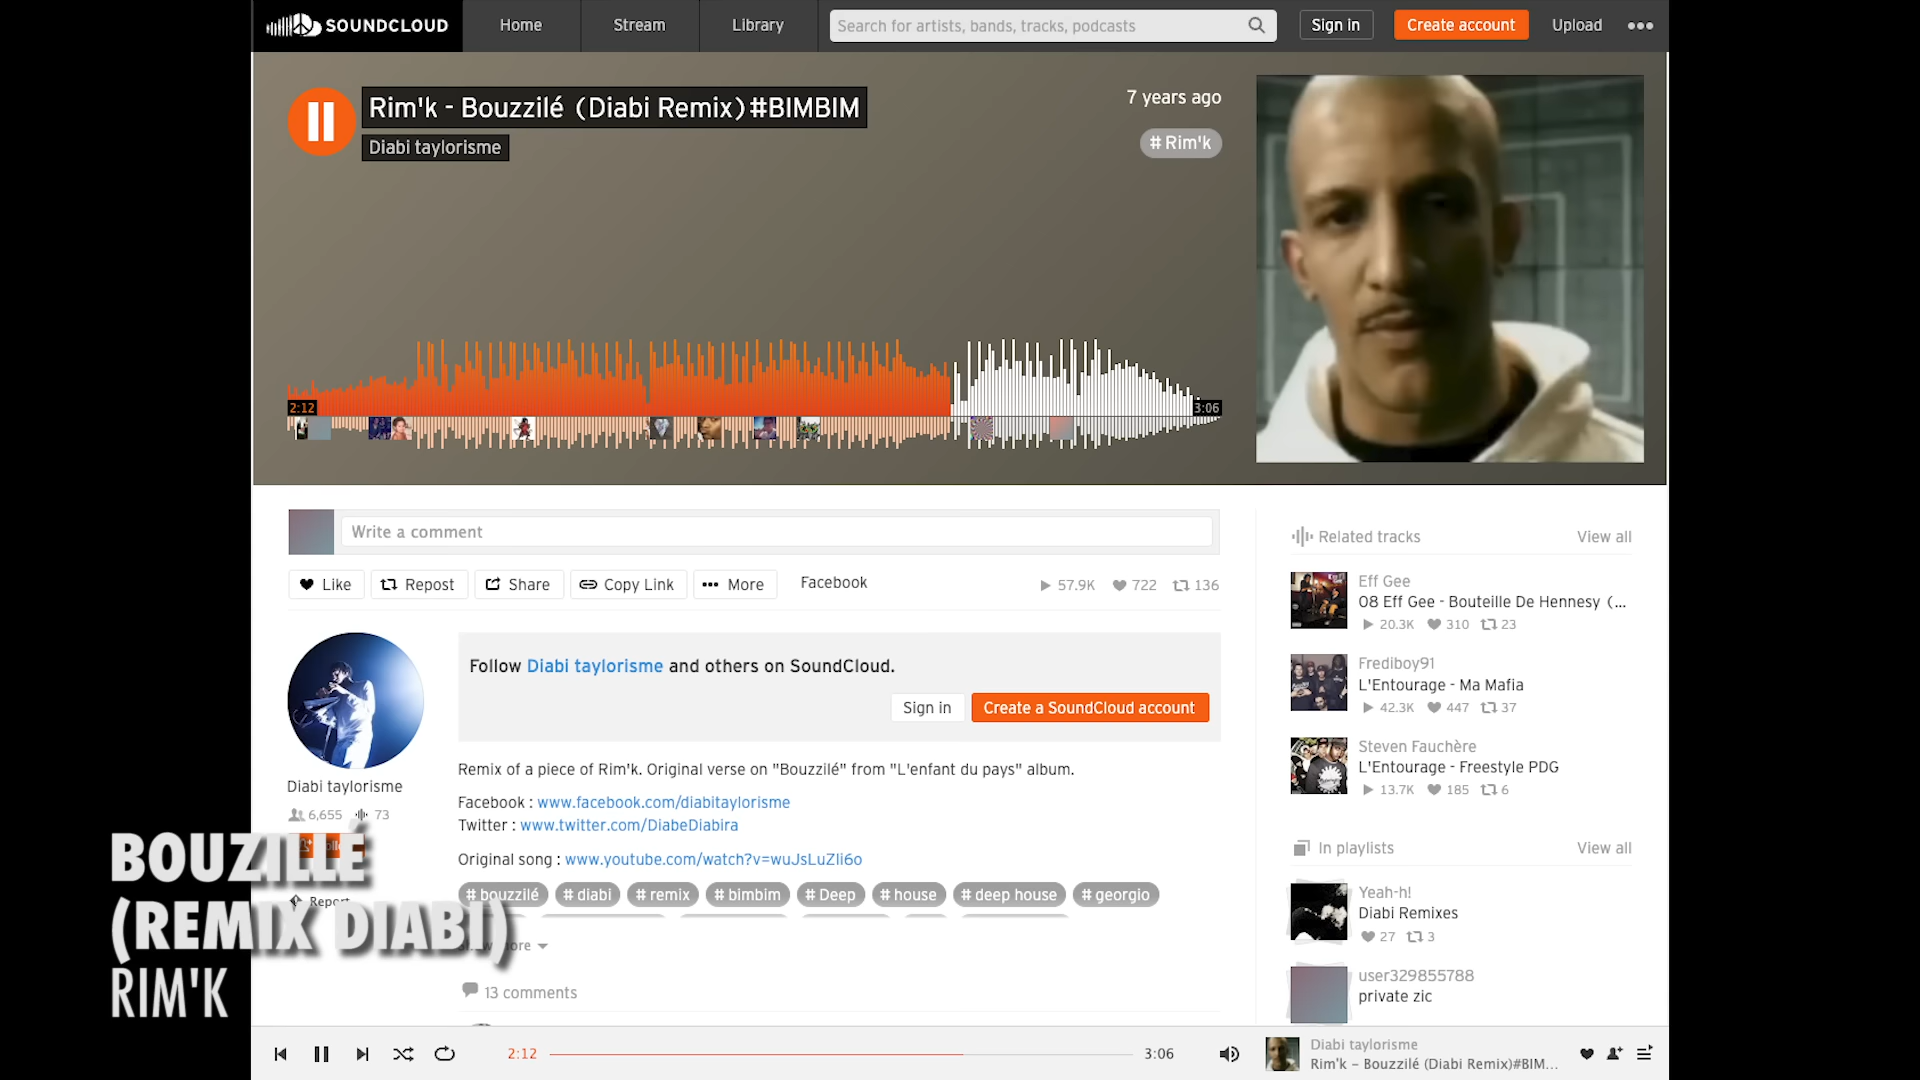 SOUNDCLOUD
Home
Stream
Library
Search for artists, bands, tracks, podcasts
Sign in
Create account
Upload
Rim'k - Bouzzilé (Diabi Remix)#BIMBIM
Diabi taylorisme
7 years ago
# Rim'k
2:12
3:06
Write a comment
Like
Repost
Share
Copy Link
More
Facebook
57.9K
722
136
Follow Diabi taylorisme and others on SoundCloud.
Sign in
Create a SoundCloud account
Diabi taylorisme
6,655
73
Report
Remix of a piece of Rim'k. Original verse on "Bouzzilé" from "L'enfant du pays" album.
Facebook : www.facebook.com/diabitaylorisme
Twitter : www.twitter.com/DiabeDiabira
Original song : www.youtube.com/watch?v=wuJsLuZIi6o
# bouzzilé
# diabi
# remix
# bimbim
# Deep
# house
# deep house
# georgio
13 comments
Related tracks
View all
Eff Gee
08 Eff Gee - Bouteille De Hennesy (...
20.3K
310
23
Frediboy91
L'Entourage - Ma Mafia
42.3K
447
37
Steven Fauchère
L'Entourage - Freestyle PDG
13.7K
185
6
In playlists
View all
Yeah-h!
Diabi Remixes
27
3
user329855788
private zic
BOUZILLÉ
(REMIX DIABI)
RIM'K
2:12
3:06
Diabi taylorisme
Rim'k – Bouzzilé (Diabi Remix)#BIM...